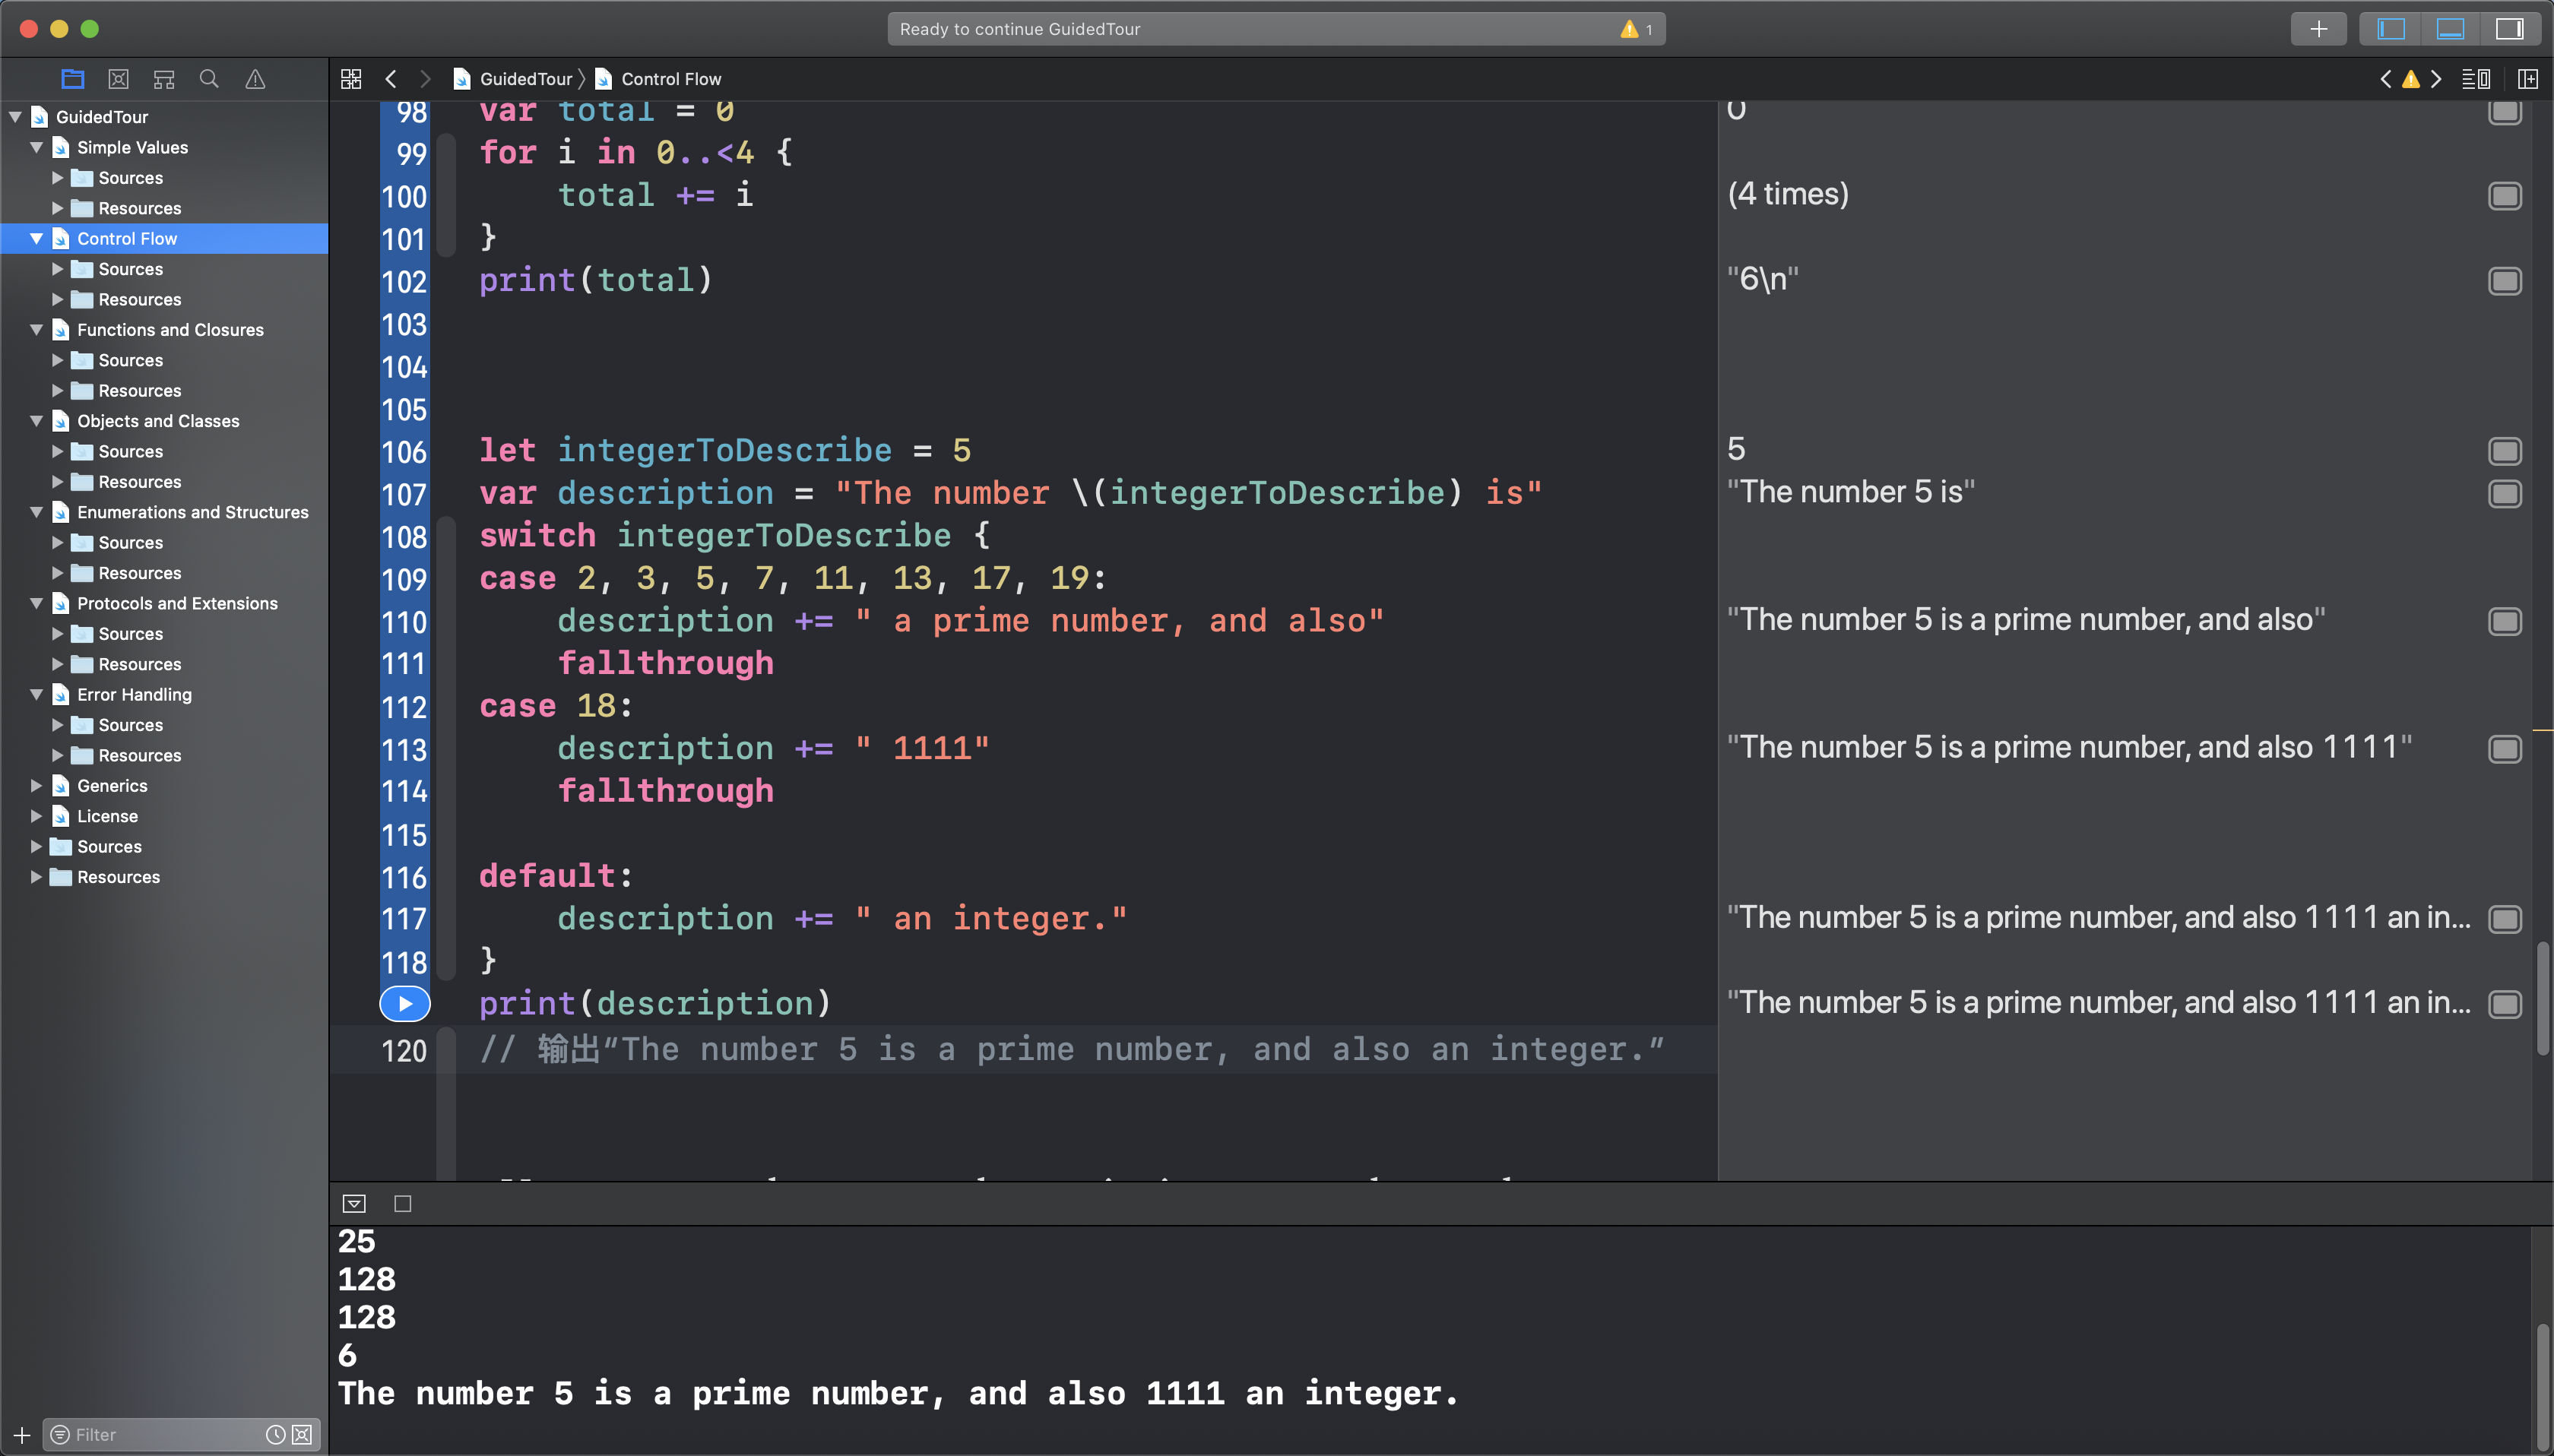 Ready to continue GuidedTour
1
GuidedTour
Control Flow
GuidedTour
Simple Values
Sources
Resources
Control Flow
Sources
Resources
Functions and Closures
Sources
Resources
Objects and Classes
Sources
Resources
Enumerations and Structures
Sources
Resources
Protocols and Extensions
Sources
Resources
Error Handling
Sources
Resources
Generics
License
Sources
Resources
Filter
98 var total = 0
99 for i in 0..<4 {
100 total += i
101 }
102 print(total)
103
104
105
106 let integerToDescribe = 5
107 var description = "The number \(integerToDescribe) is"
108 switch integerToDescribe {
109 case 2, 3, 5, 7, 11, 13, 17, 19:
110 description += " a prime number, and also"
111 fallthrough
112 case 18:
113 description += " 1111"
114 fallthrough
115
116 default:
117 description += " an integer."
118 }
print(description)
120 // 输出“The number 5 is a prime number, and also an integer.”
0
(4 times)
"6\n"
5
"The number 5 is"
"The number 5 is a prime number, and also"
"The number 5 is a prime number, and also 1111"
"The number 5 is a prime number, and also 1111 an in...
"The number 5 is a prime number, and also 1111 an in...
25
128
128
6
The number 5 is a prime number, and also 1111 an integer.